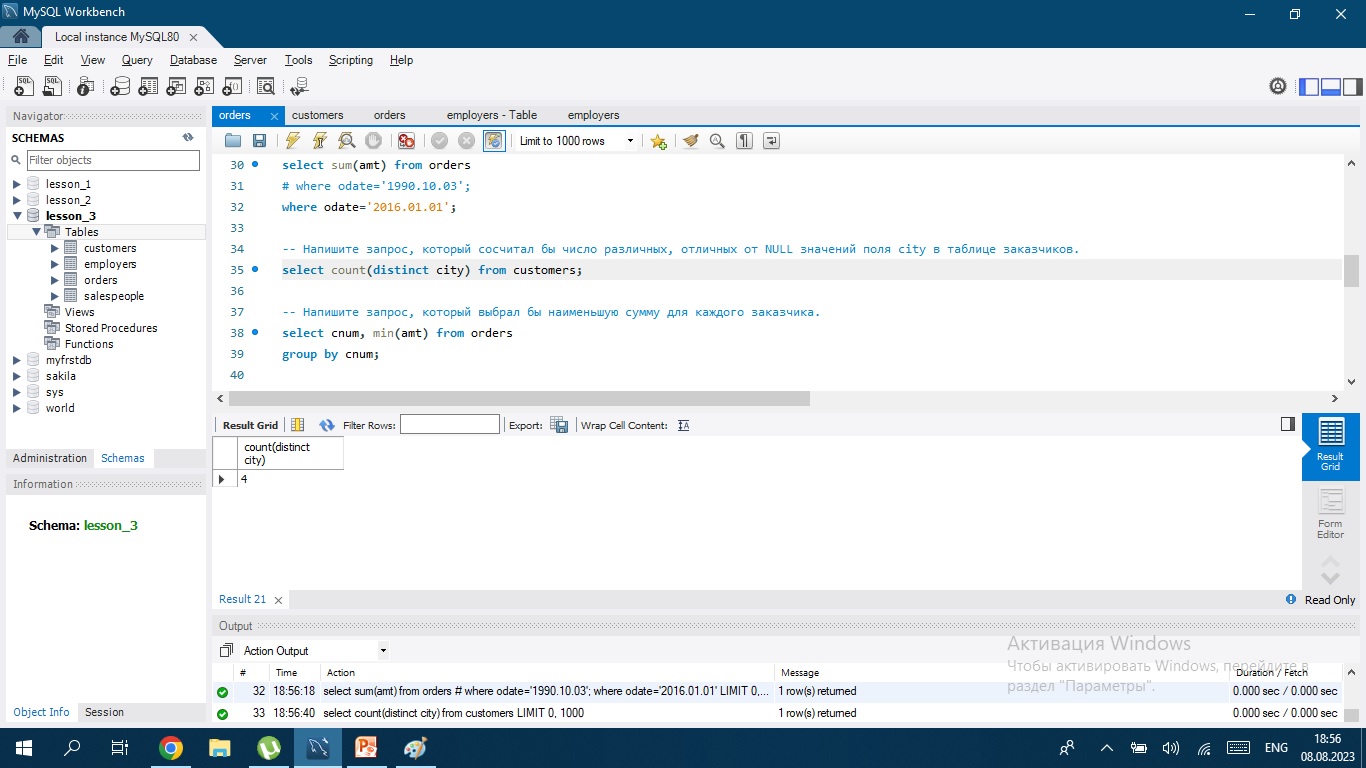 MySQL Workbench
Local instance MySQL80
File Edit View Query Database Server Tools Scripting Help
Navigator
SCHEMAS
Filter objects
lesson_1
lesson_2
lesson_3
Tables
customers
employers
orders
salespeople
Views
Stored Procedures
Functions
myfrstdb
sakila
sys
world
Administration Schemas
Information
Schema: lesson_3
Object Info Session
orders customers orders employers - Table employers
Limit to 1000 rows
30 select sum(amt) from orders
31 # where odate='1990.10.03';
32 where odate='2016.01.01';
33
34 -- Напишите запрос, который сосчитал бы число различных, отличных от NULL значений поля city в таблице заказчиков.
35 select count(distinct city) from customers;
36
37 -- Напишите запрос, который выбрал бы наименьшую сумму для каждого заказчика.
38 select cnum, min(amt) from orders
39 group by cnum;
40
Result Grid Filter Rows: Export: Wrap Cell Content:
count(distinct
city)
4
Result
Grid
Form
Editor
Result 21
Read Only
Output
Action Output
# Time Action Message Duration / Fetch
32 18:56:18 select sum(amt) from orders # where odate='1990.10.03'; where odate='2016.01.01' LIMIT 0,... 1 row(s) returned 0.000 sec / 0.000 sec
33 18:56:40 select count(distinct city) from customers LIMIT 0, 1000 1 row(s) returned 0.000 sec / 0.000 sec
Активация Windows
Чтобы активировать Windows, перейдите в
раздел "Параметры".
ENG
18:56
08.08.2023